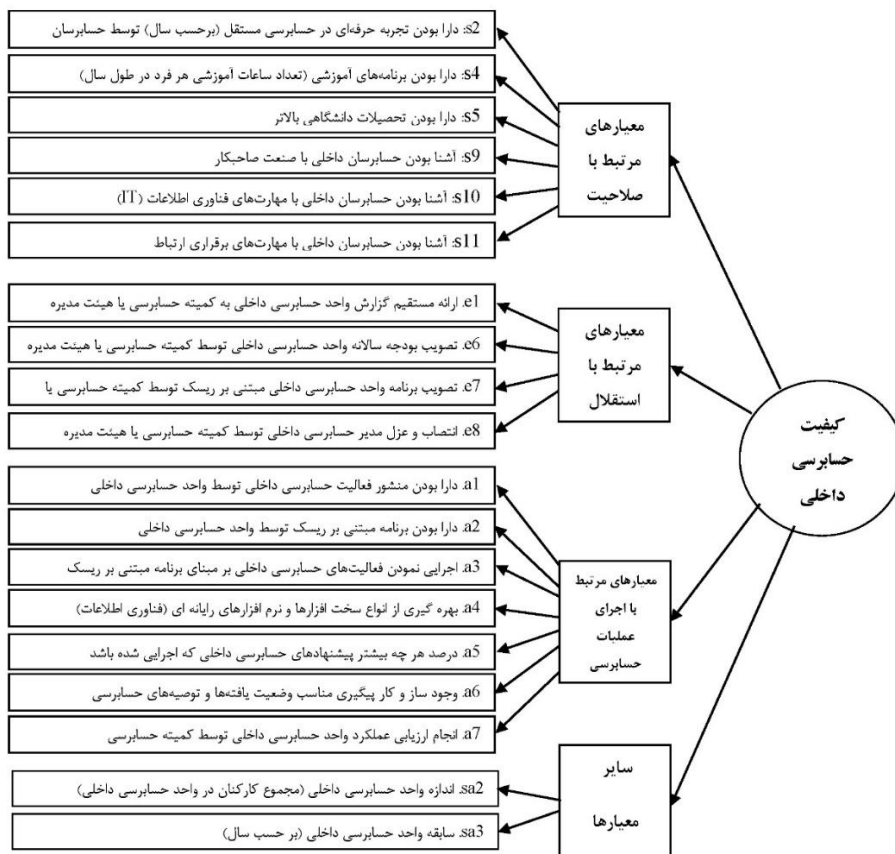 کیفیت
حسابرسی
داخلی
معیارهای
مرتبط با
صلاحیت
s2: دارا بودن تجربه حرفه‌ای در حسابرسی مستقل (برحسب سال) توسط حسابرسان
s4: دارا بودن برنامه‌های آموزشی (تعداد ساعات آموزشی هر فرد در طول سال)
s5: دارا بودن تحصیلات دانشگاهی بالاتر
s9: آشنا بودن حسابرسان داخلی با صنعت صاحبکار
s10: آشنا بودن حسابرسان داخلی با مهارت‌های فناوری اطلاعات (IT)
s11: آشنا بودن حسابرسان داخلی با مهارت‌های برقراری ارتباط
معیارهای
مرتبط با
استقلال
e1. ارائه مستقیم گزارش واحد حسابرسی داخلی به کمیته حسابرسی یا هیئت مدیره
e6. تصویب بودجه سالانه واحد حسابرسی داخلی توسط کمیته حسابرسی یا هیئت مدیره
e7. تصویب برنامه واحد حسابرسی داخلی مبتنی بر ریسک توسط کمیته حسابرسی یا
e8. انتصاب و عزل مدیر حسابرسی داخلی توسط کمیته حسابرسی یا هیئت مدیره
معیارهای مرتبط
با اجرای
عملیات
حسابرسی
a1. دارا بودن منشور فعالیت حسابرسی داخلی توسط واحد حسابرسی داخلی
a2. دارا بودن برنامه مبتنی بر ریسک توسط واحد حسابرسی داخلی
a3. اجرایی نمودن فعالیت‌های حسابرسی داخلی بر مبنای برنامه مبتنی بر ریسک
a4. بهره گیری از انواع سخت افزارها و نرم افزارهای رایانه ای (فناوری اطلاعات)
a5. درصد هر چه بیشتر پیشنهادهای حسابرسی داخلی که اجرایی شده باشد
a6. وجود ساز و کار پیگیری مناسب وضعیت یافته‌ها و توصیه‌های حسابرسی
a7. انجام ارزیابی عملکرد واحد حسابرسی داخلی توسط کمیته حسابرسی
سایر
معیارها
sa2. اندازه واحد حسابرسی داخلی (مجموع کارکنان در واحد حسابرسی داخلی)
sa3. سابقه واحد حسابرسی داخلی (بر حسب سال)